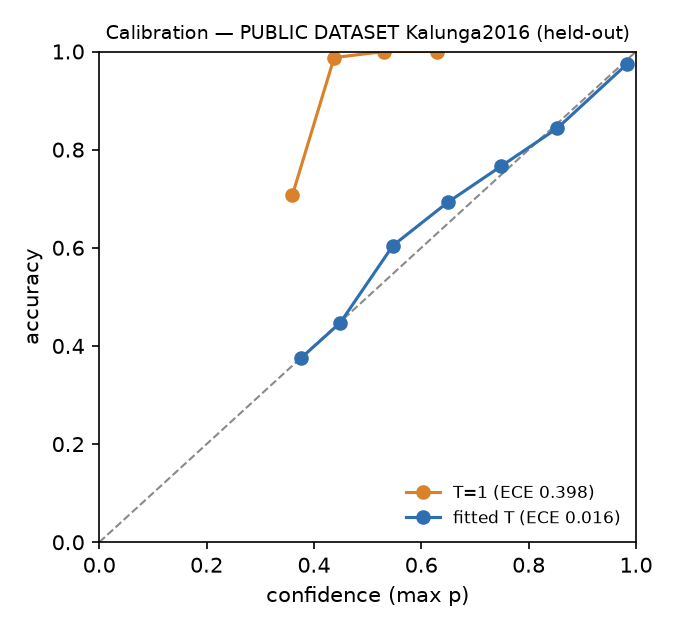 Calibration — PUBLIC DATASET Kalunga2016 (held-out)
1.0
0.8
0.6
0.4
0.2
0.0
accuracy
T=1 (ECE 0.398)
fitted T (ECE 0.016)
0.0 0.2 0.4 0.6 0.8 1.0
confidence (max p)